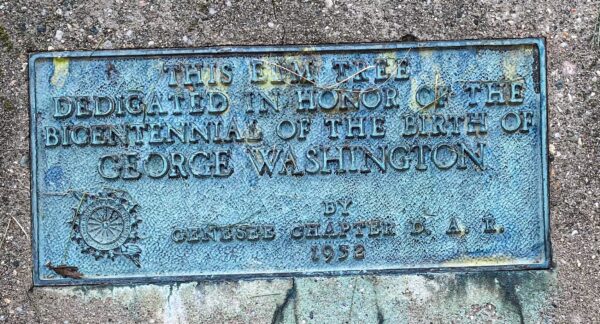 THIS ELM TREE
DEDICATED IN HONOR OF THE
BICENTENNIAL OF THE BIRTH OF
GEORGE WASHINGTON
BY
GENESEE CHAPTER D. A. R.
1932